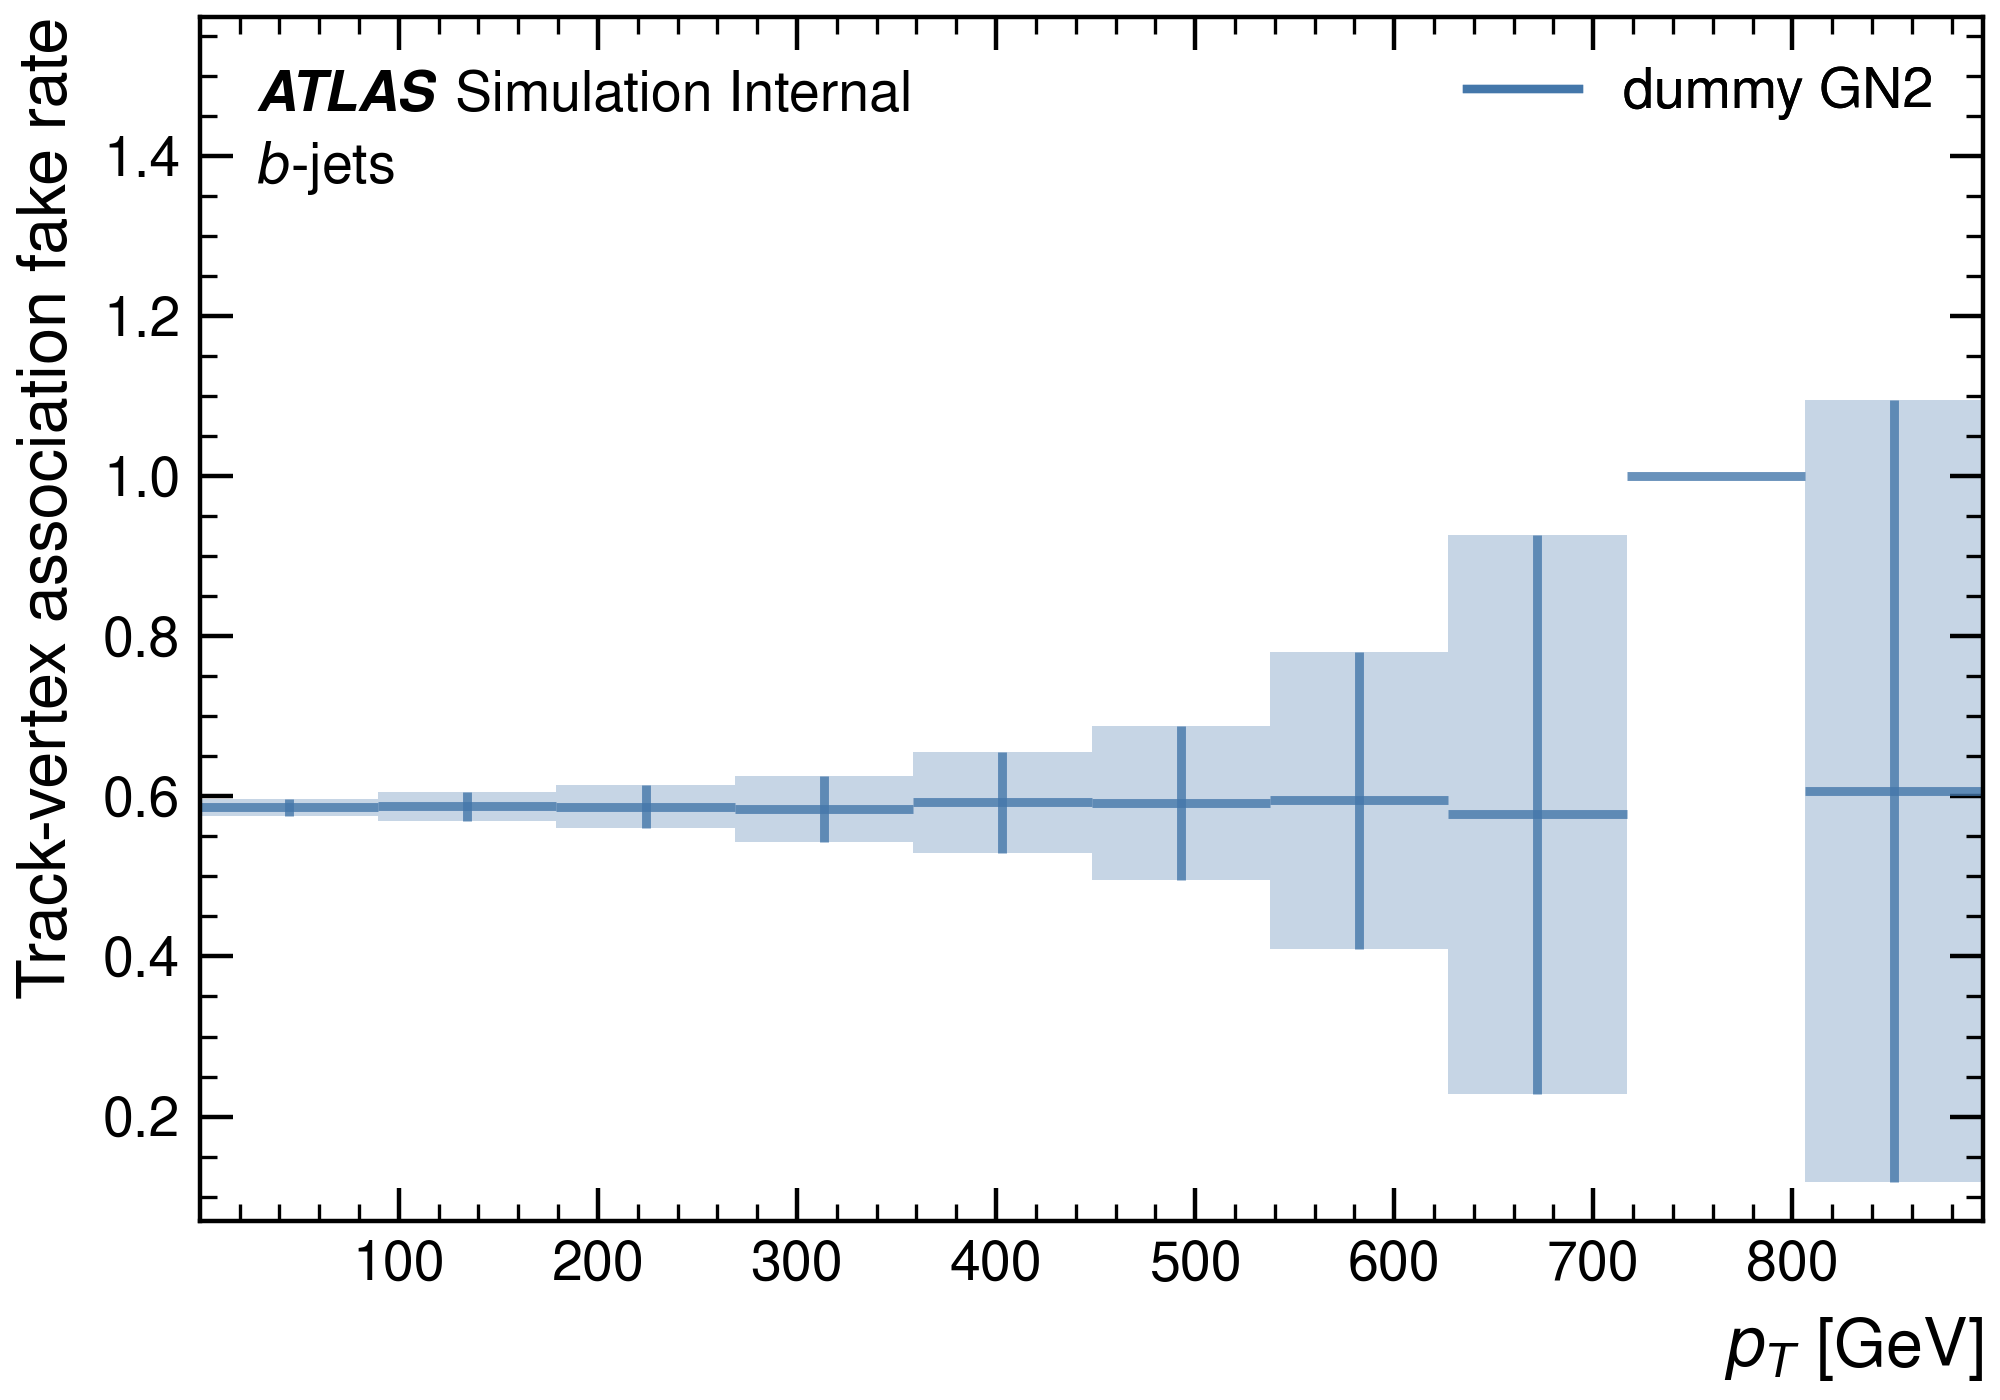 ATLAS Simulation Internal
b-jets
dummy GN2
Track-vertex association fake rate
1.4
1.2
1.0
0.8
0.6
0.4
0.2
100 200 300 400 500 600 700 800
pT [GeV]